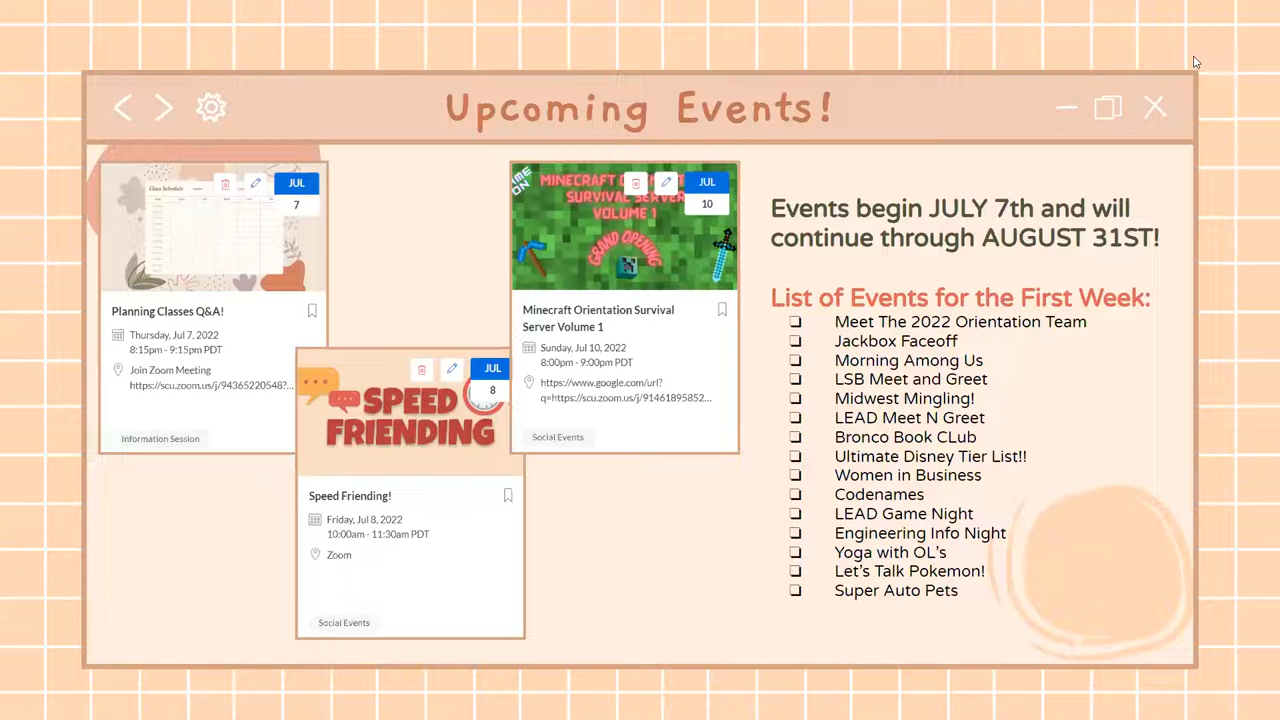 Upcoming Events!
Class Schedule
JUL
7
Planning Classes Q&A!
Thursday, Jul 7, 2022
8:15pm - 9:15pm PDT
Join Zoom Meeting
https://scu.zoom.us/j/94365220548?...
Information Session
JUL
8
SPEED
FRIENDING
Speed Friending!
Friday, Jul 8, 2022
10:00am - 11:30am PDT
Zoom
Social Events
JUL
10
MINECRAFT
SURVIVAL SERVER
VOLUME 1
GRAND OPENING
Minecraft Orientation Survival
Server Volume 1
Sunday, Jul 10, 2022
8:00pm - 9:00pm PDT
https://www.google.com/url?
q=https://scu.zoom.us/j/91461895852...
Social Events
Events begin JULY 7th and will
continue through AUGUST 31ST!
List of Events for the First Week:
Meet The 2022 Orientation Team
Jackbox Faceoff
Morning Among Us
LSB Meet and Greet
Midwest Mingling!
LEAD Meet N Greet
Bronco Book CLub
Ultimate Disney Tier List!!
Women in Business
Codenames
LEAD Game Night
Engineering Info Night
Yoga with OL's
Let's Talk Pokemon!
Super Auto Pets